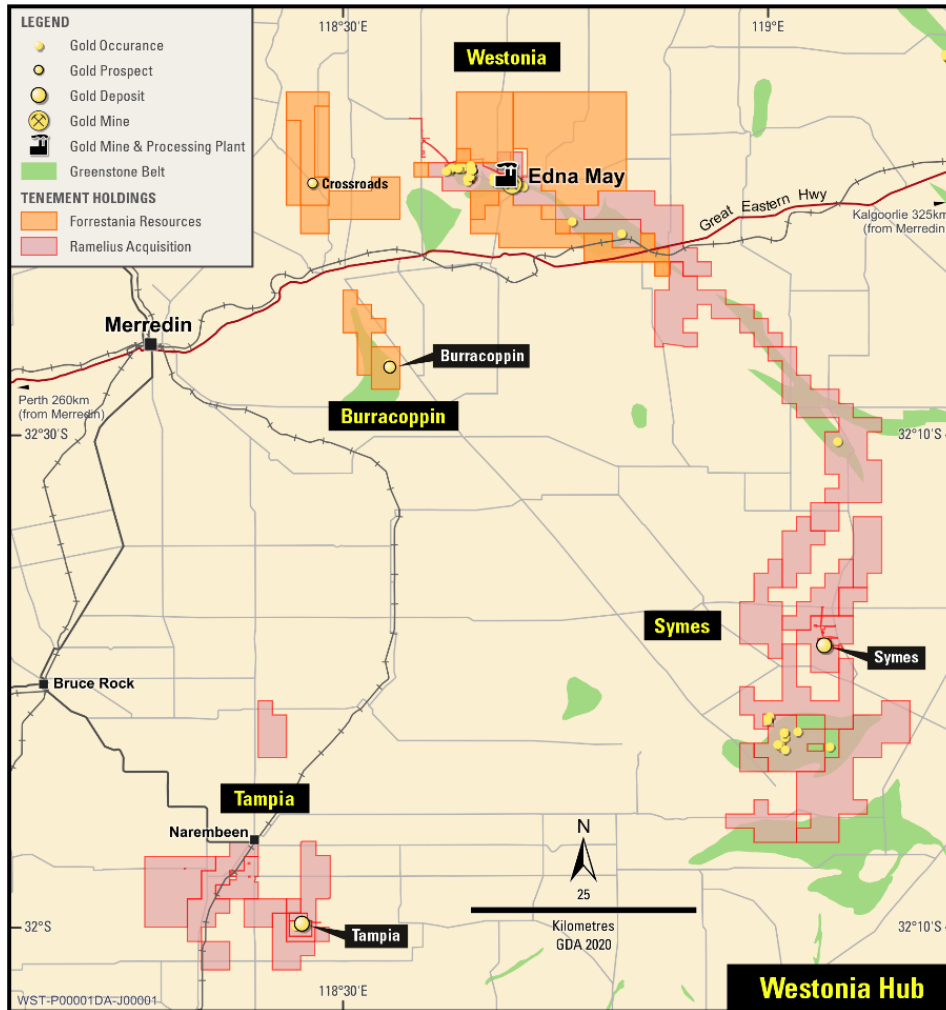 LEGEND
Gold Occurance
Gold Prospect
Gold Deposit
Gold Mine
Gold Mine & Processing Plant
Greenstone Belt
TENEMENT HOLDINGS
Forrestania Resources
Ramelius Acquisition
118°30'E
119°E
Westonia
Crossroads
Edna May
Great Eastern Hwy
Kalgoorlie 325km
(from Merredin)
Merredin
Burracoppin
Perth 260km
(from Merredin)
Burracoppin
32°30'S
32°10'S
Symes
Symes
Bruce Rock
Tampia
Narembeen
N
25
Kilometres
GDA 2020
32°S
32°10'S
Tampia
WST-P00001DA-J00001
118°30'E
Westonia Hub